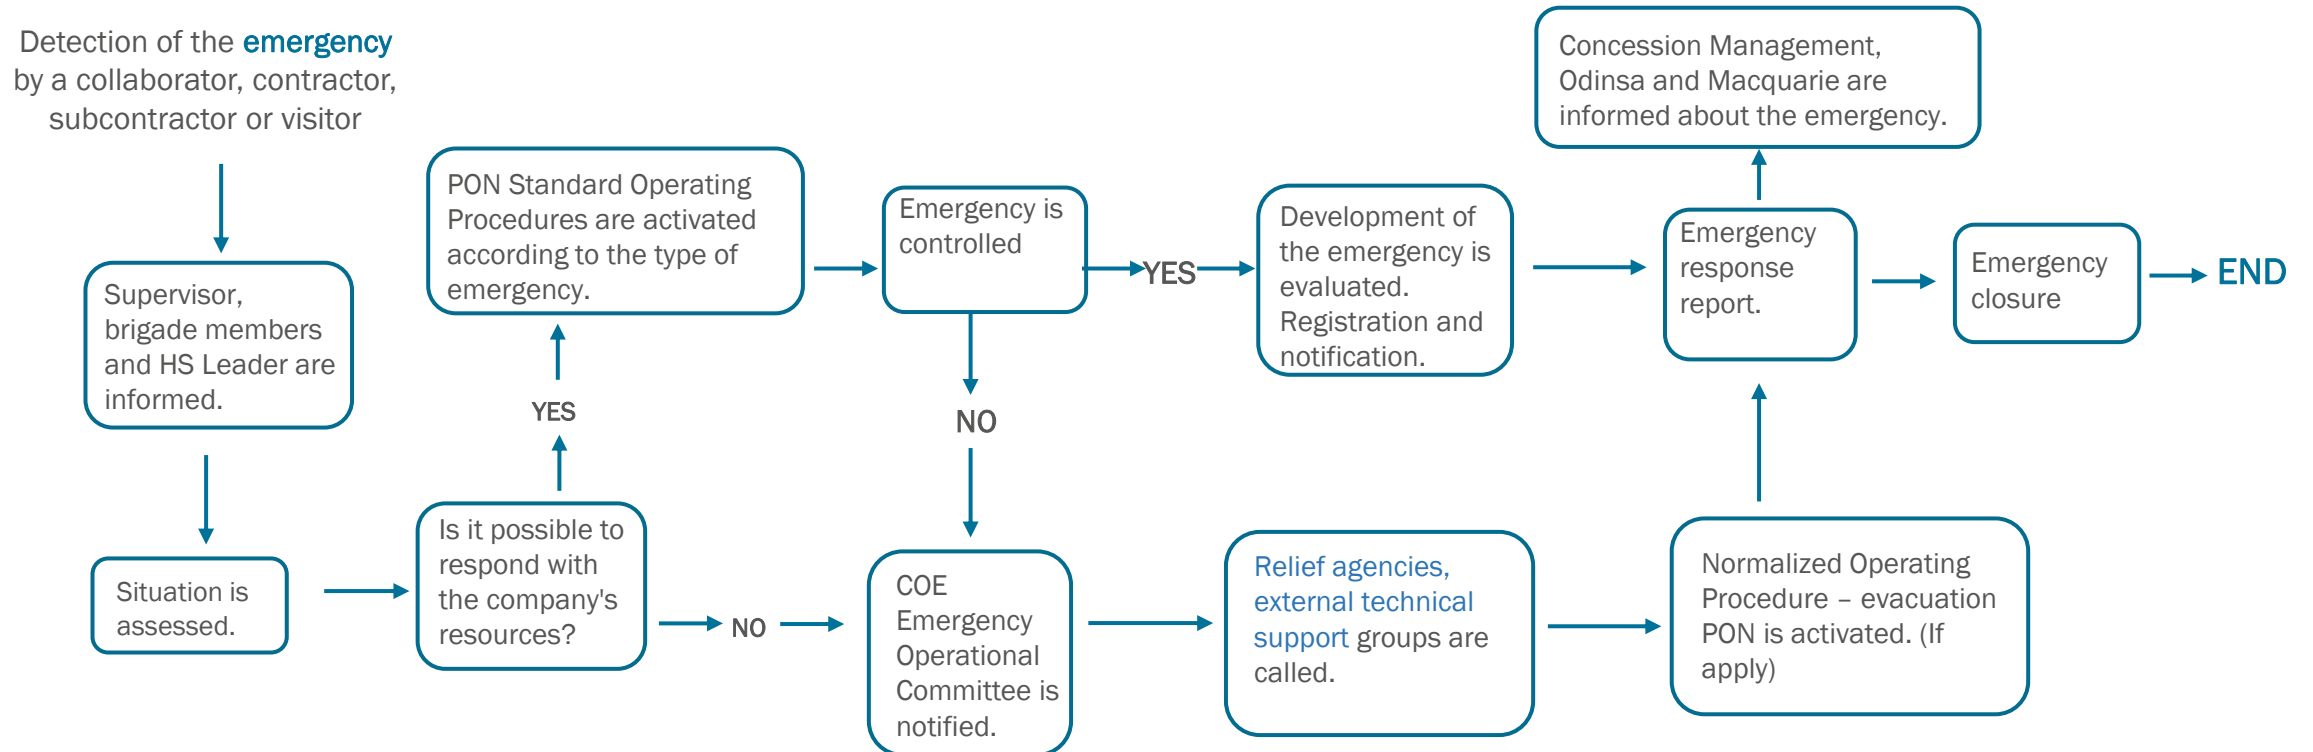 Detection of the emergency
by a collaborator, contractor,
subcontractor or visitor
Supervisor,
brigade members
and HS Leader are
informed.
Situation is
assessed.
Is it possible to
respond with
the company's
resources?
YES
NO
PON Standard Operating
Procedures are activated
according to the type of
emergency.
Emergency is
controlled
YES
NO
COE
Emergency
Operational
Committee is
notified.
Development of
the emergency is
evaluated.
Registration and
notification.
Relief agencies,
external technical
support groups are
called.
Normalized Operating
Procedure – evacuation
PON is activated. (If
apply)
Emergency
response
report.
Concession Management,
Odinsa and Macquarie are
informed about the emergency.
Emergency
closure
END